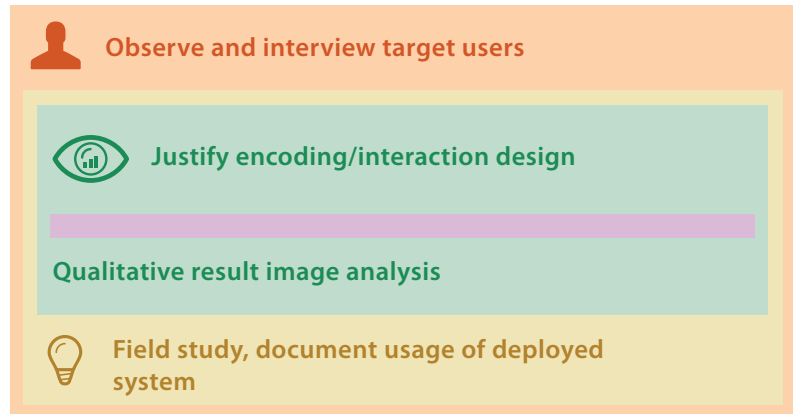 Observe and interview target users
Justify encoding/interaction design
Qualitative result image analysis
Field study, document usage of deployed
system